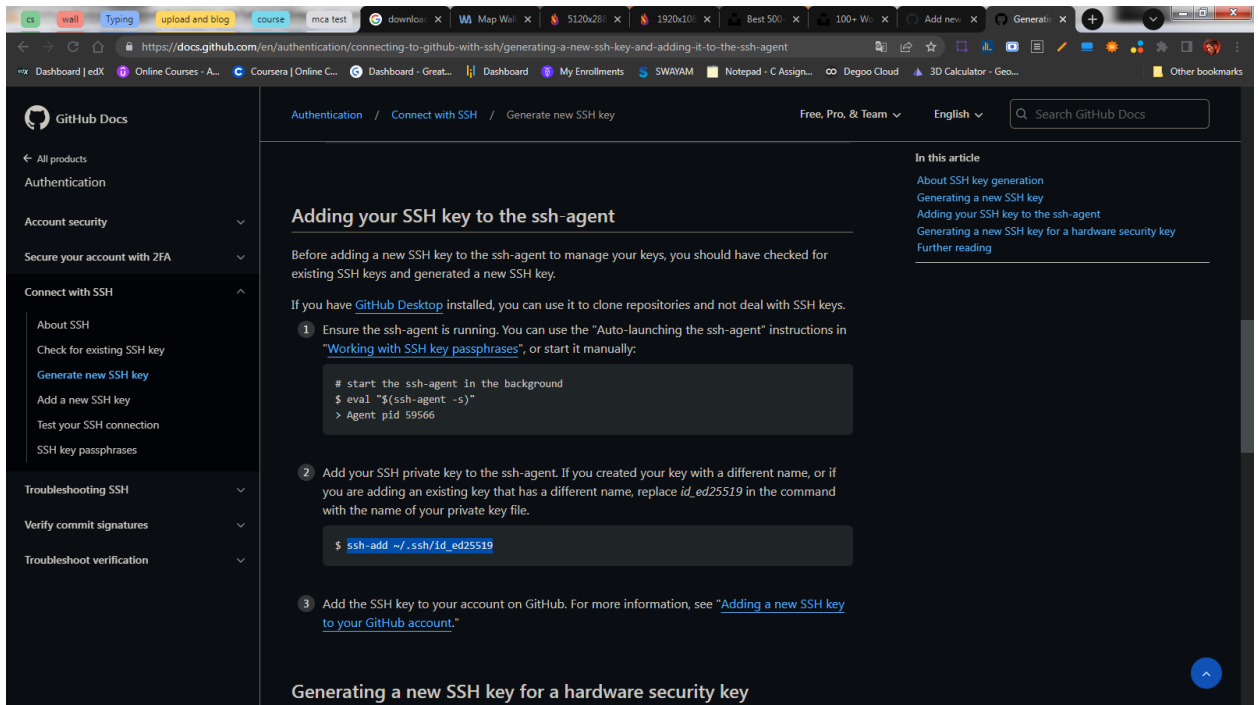 cs
wall
Typing
upload and blog
course
mca test
download
Map Wall
5120x288
1920x108
Best 500
100+ Wo
Add new
Generatin
https://docs.github.com/en/authentication/connecting-to-github-with-ssh/generating-a-new-ssh-key-and-adding-it-to-the-ssh-agent
Dashboard | edX
Online Courses - A...
Coursera | Online C...
Dashboard - Great...
Dashboard
My Enrollments
SWAYAM
Notepad - C Assign...
Degoo Cloud
3D Calculator - Geo...
Other bookmarks
GitHub Docs
Authentication / Connect with SSH / Generate new SSH key
Free, Pro, & Team
English
Search GitHub Docs
All products
Authentication
Account security
Secure your account with 2FA
Connect with SSH
About SSH
Check for existing SSH key
Generate new SSH key
Add a new SSH key
Test your SSH connection
SSH key passphrases
Troubleshooting SSH
Verify commit signatures
Troubleshoot verification
Adding your SSH key to the ssh-agent
Before adding a new SSH key to the ssh-agent to manage your keys, you should have checked for
existing SSH keys and generated a new SSH key.
If you have GitHub Desktop installed, you can use it to clone repositories and not deal with SSH keys.
1 Ensure the ssh-agent is running. You can use the "Auto-launching the ssh-agent" instructions in
"Working with SSH key passphrases", or start it manually:
# start the ssh-agent in the background
$ eval "$(ssh-agent -s)"
> Agent pid 59566
2 Add your SSH private key to the ssh-agent. If you created your key with a different name, or if
you are adding an existing key that has a different name, replace id_ed25519 in the command
with the name of your private key file.
$ ssh-add ~/.ssh/id_ed25519
3 Add the SSH key to your account on GitHub. For more information, see "Adding a new SSH key
to your GitHub account."
Generating a new SSH key for a hardware security key
In this article
About SSH key generation
Generating a new SSH key
Adding your SSH key to the ssh-agent
Generating a new SSH key for a hardware security key
Further reading